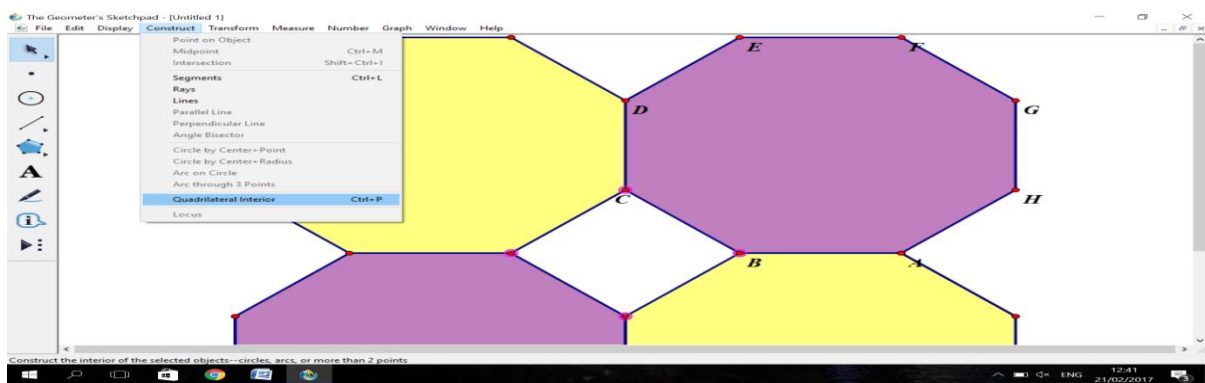 The Geometer's Sketchpad - [Untitled 1]
File Edit Display Construct Transform Measure Number Graph Window Help
Point on Object
Midpoint Ctrl+M
Intersection Shift+Ctrl+I
Segments Ctrl+L
Rays
Lines
Parallel Line
Perpendicular Line
Angle Bisector
Circle by Center+Point
Circle by Center+Radius
Arc on Circle
Arc through 3 Points
Quadrilateral Interior Ctrl+P
Locus
A
E F
D G
C H
B A
Construct the interior of the selected objects--circles, arcs, or more than 2 points
ENG 12:41
21/02/2017